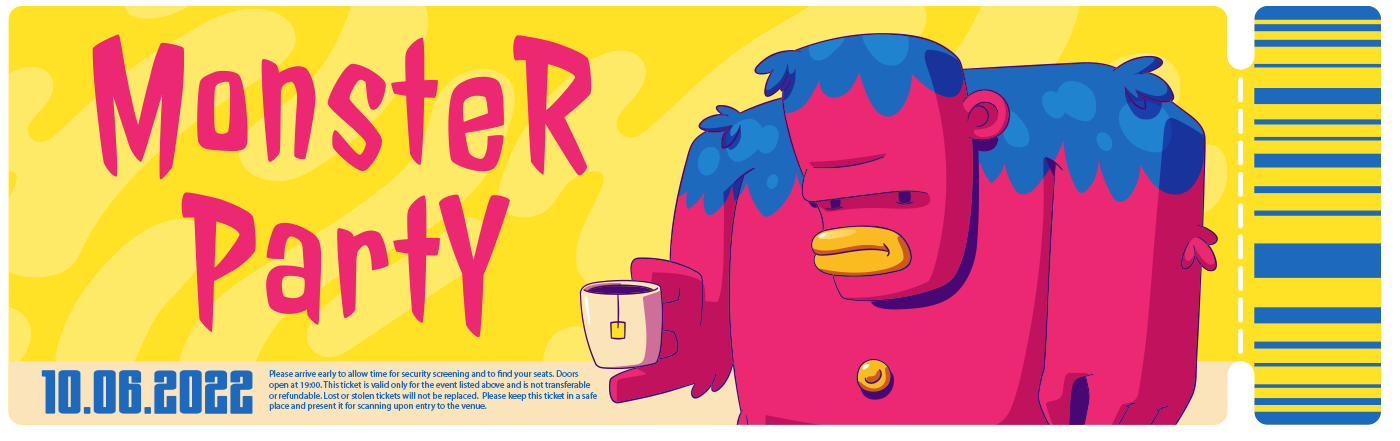 MonsteR
PartY
10.06.2022
Please arrive early to allow time for security screening and to find your seats. Doors
open at 19:00. This ticket is valid only for the event listed above and is not transferable
or refundable. Lost or stolen tickets will not be replaced. Please keep this ticket in a safe
place and present it for scanning upon entry to the venue.